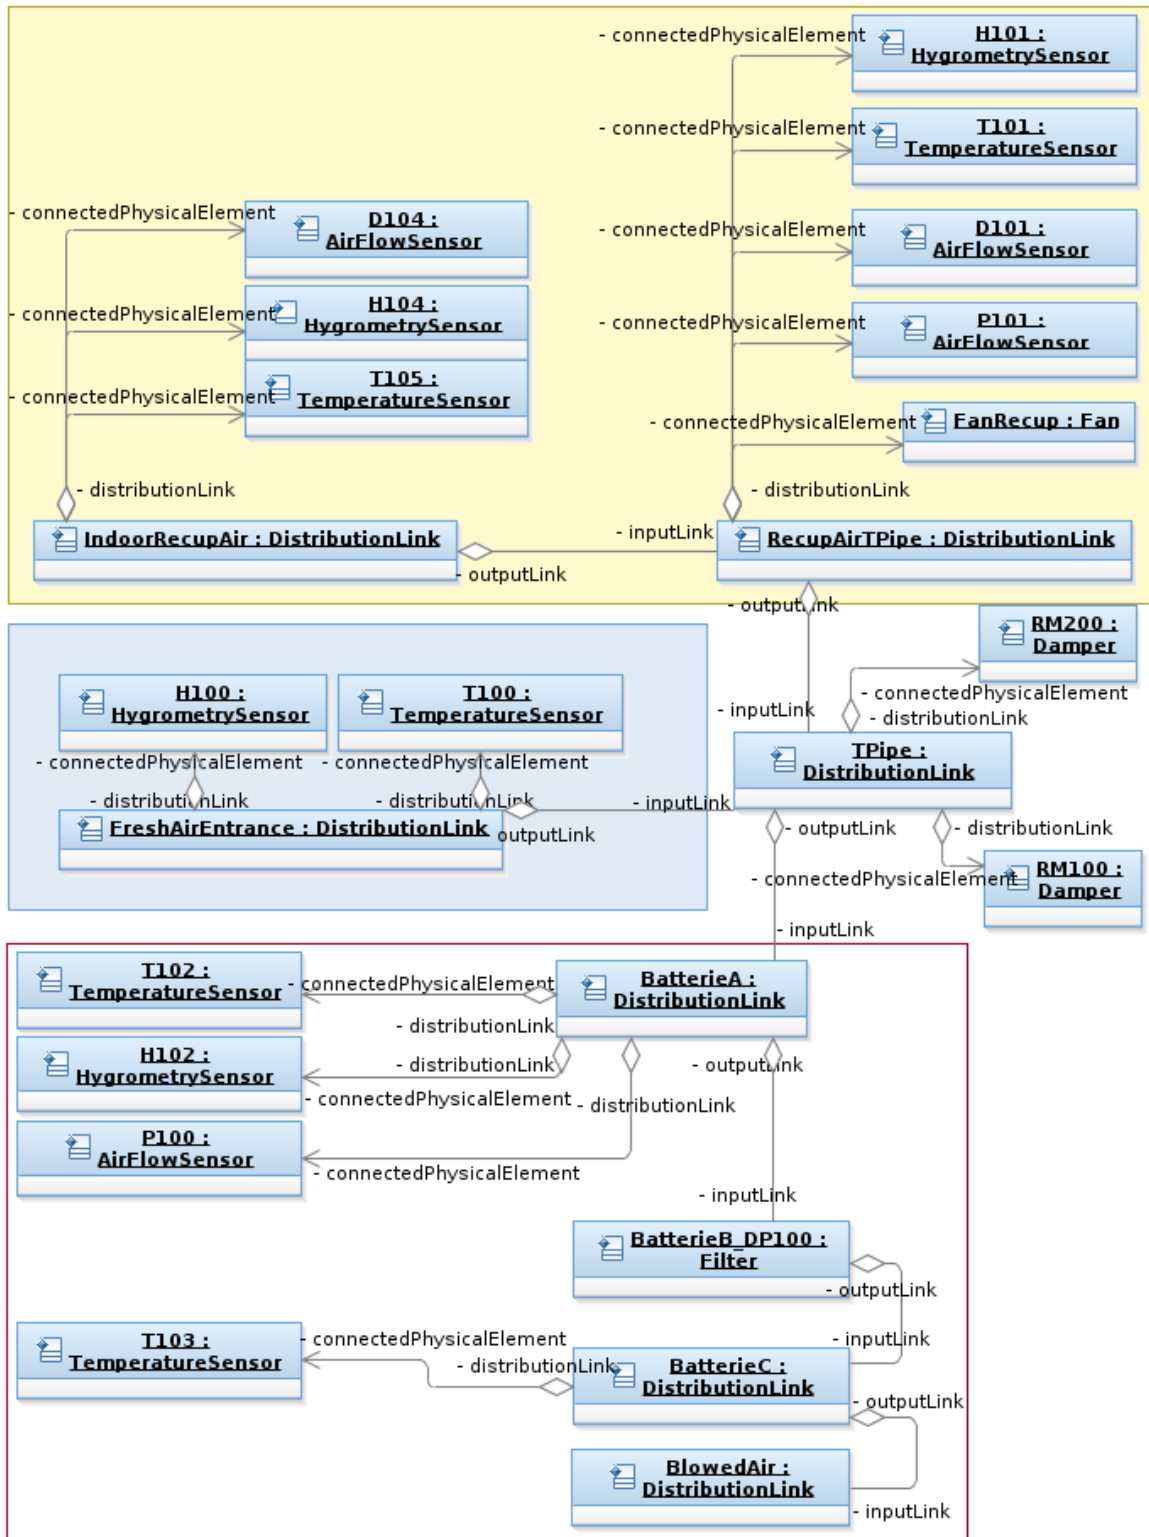 - connectedPhysicalElement
H101 :
HygrometrySensor
- connectedPhysicalElement
T101 :
TemperatureSensor
- connectedPhysicalElement
D104 :
AirFlowSensor
- connectedPhysicalElement
D101 :
AirFlowSensor
- connectedPhysicalElement
H104 :
HygrometrySensor
- connectedPhysicalElement
P101 :
AirFlowSensor
- connectedPhysicalElement
T105 :
TemperatureSensor
- connectedPhysicalElement
FanRecup : Fan
- distributionLink
- distributionLink
IndoorRecupAir : DistributionLink
- inputLink
RecupAirTPipe : DistributionLink
- outputLink
- outputLink
RM200 :
Damper
H100 :
HygrometrySensor
T100 :
TemperatureSensor
- connectedPhysicalElement
- inputLink
- distributionLink
- connectedPhysicalElement
- connectedPhysicalElement
TPipe :
DistributionLink
- distributionLink
- distributionLink
- inputLink
FreshAirEntrance : DistributionLink
outputLink
- outputLink
- distributionLink
- connectedPhysicalElement
RM100 :
Damper
- inputLink
T102 :
TemperatureSensor
- connectedPhysicalElement
BatterieA :
DistributionLink
- distributionLink
H102 :
HygrometrySensor
- distributionLink
- outputLink
- connectedPhysicalElement
- distributionLink
P100 :
AirFlowSensor
- connectedPhysicalElement
- inputLink
BatterieB_DP100 :
Filter
- outputLink
T103 :
TemperatureSensor
- connectedPhysicalElement
- inputLink
- distributionLink
BatterieC :
DistributionLink
- outputLink
BlowedAir :
DistributionLink
- inputLink